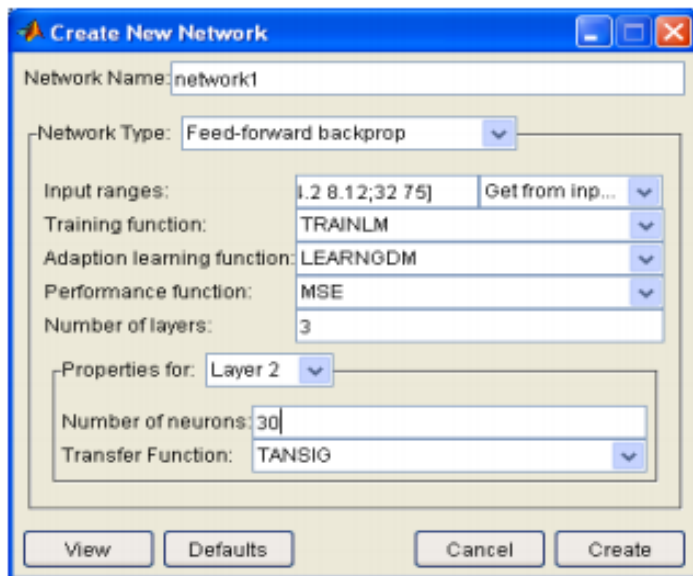 Create New Network
Network Name: network1
Network Type: Feed-forward backprop
Input ranges: .2 8.12;32 75] Get from inp...
Training function: TRAINLM
Adaption learning function: LEARNGDM
Performance function: MSE
Number of layers: 3
Properties for: Layer 2
Number of neurons: 30
Transfer Function: TANSIG
View Defaults Cancel Create